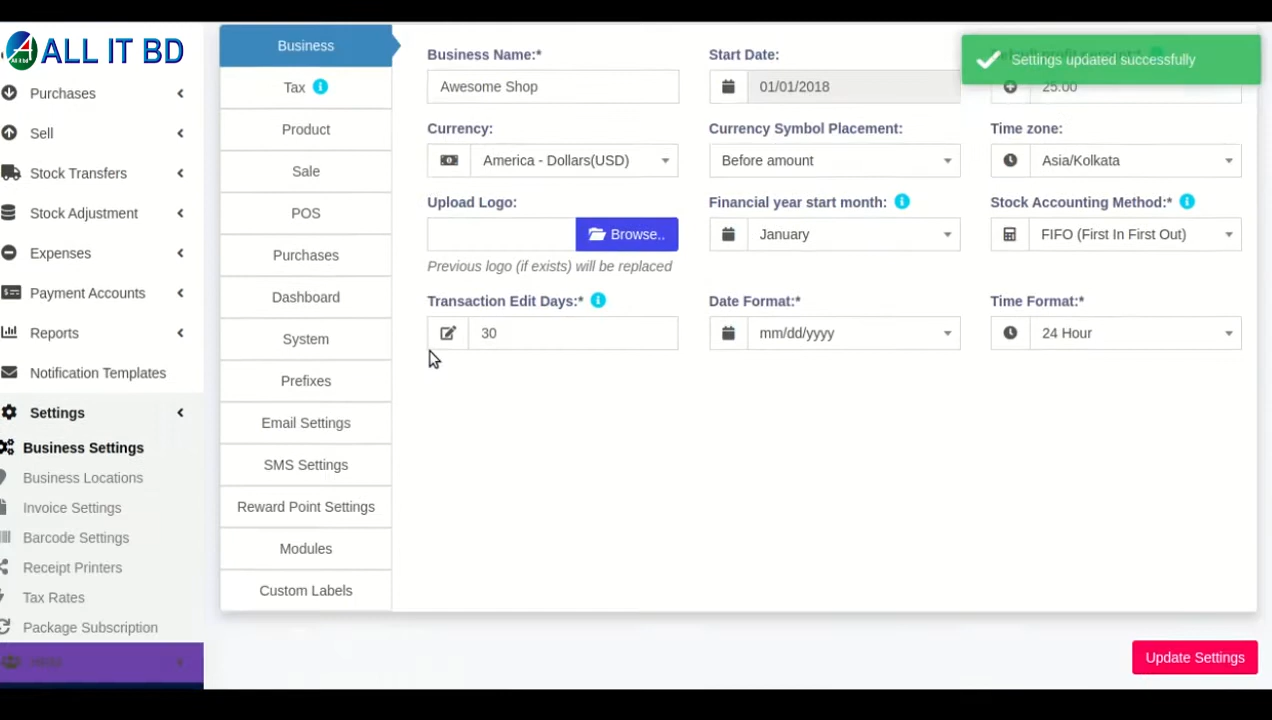 ALL IT BD
Purchases
Sell
Stock Transfers
Stock Adjustment
Expenses
Payment Accounts
Reports
Notification Templates
Settings
Business Settings
Business Locations
Invoice Settings
Barcode Settings
Receipt Printers
Tax Rates
Package Subscription
Business
Tax
Product
Sale
POS
Purchases
Dashboard
System
Prefixes
Email Settings
SMS Settings
Reward Point Settings
Modules
Custom Labels
Business Name:*
Awesome Shop
Start Date:
01/01/2018
Settings updated successfully
25.00
Currency:
America - Dollars(USD)
Currency Symbol Placement:
Before amount
Time zone:
Asia/Kolkata
Upload Logo:
Browse..
Previous logo (if exists) will be replaced
Financial year start month:
January
Stock Accounting Method:*
FIFO (First In First Out)
Transaction Edit Days:*
30
Date Format:*
mm/dd/yyyy
Time Format:*
24 Hour
Update Settings